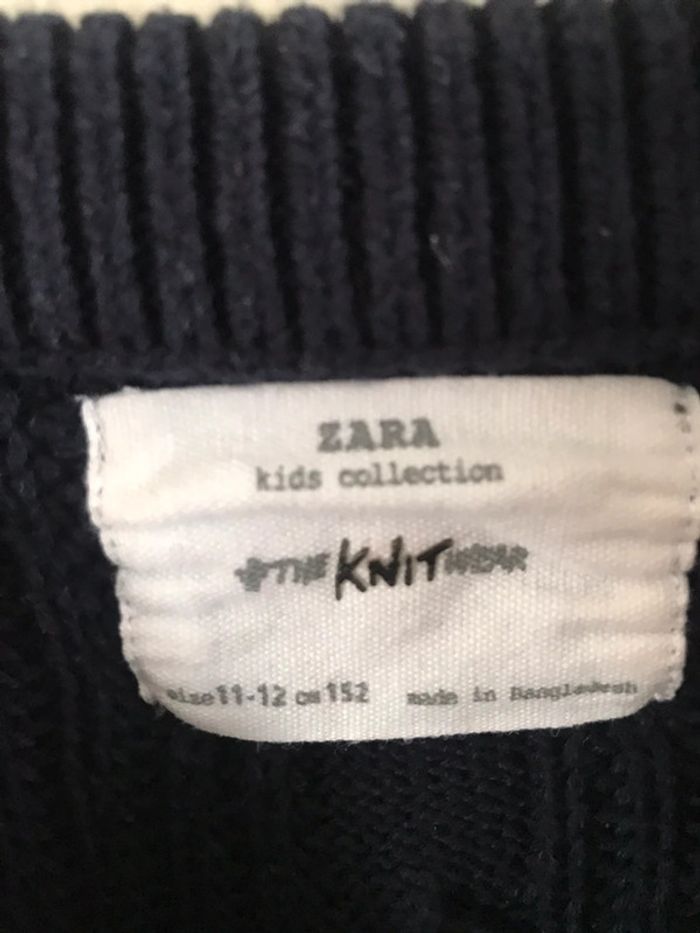 ZARA
kids collection
#THE KNIT WEAR
size 11-12 cm 152 made in Bangladesh